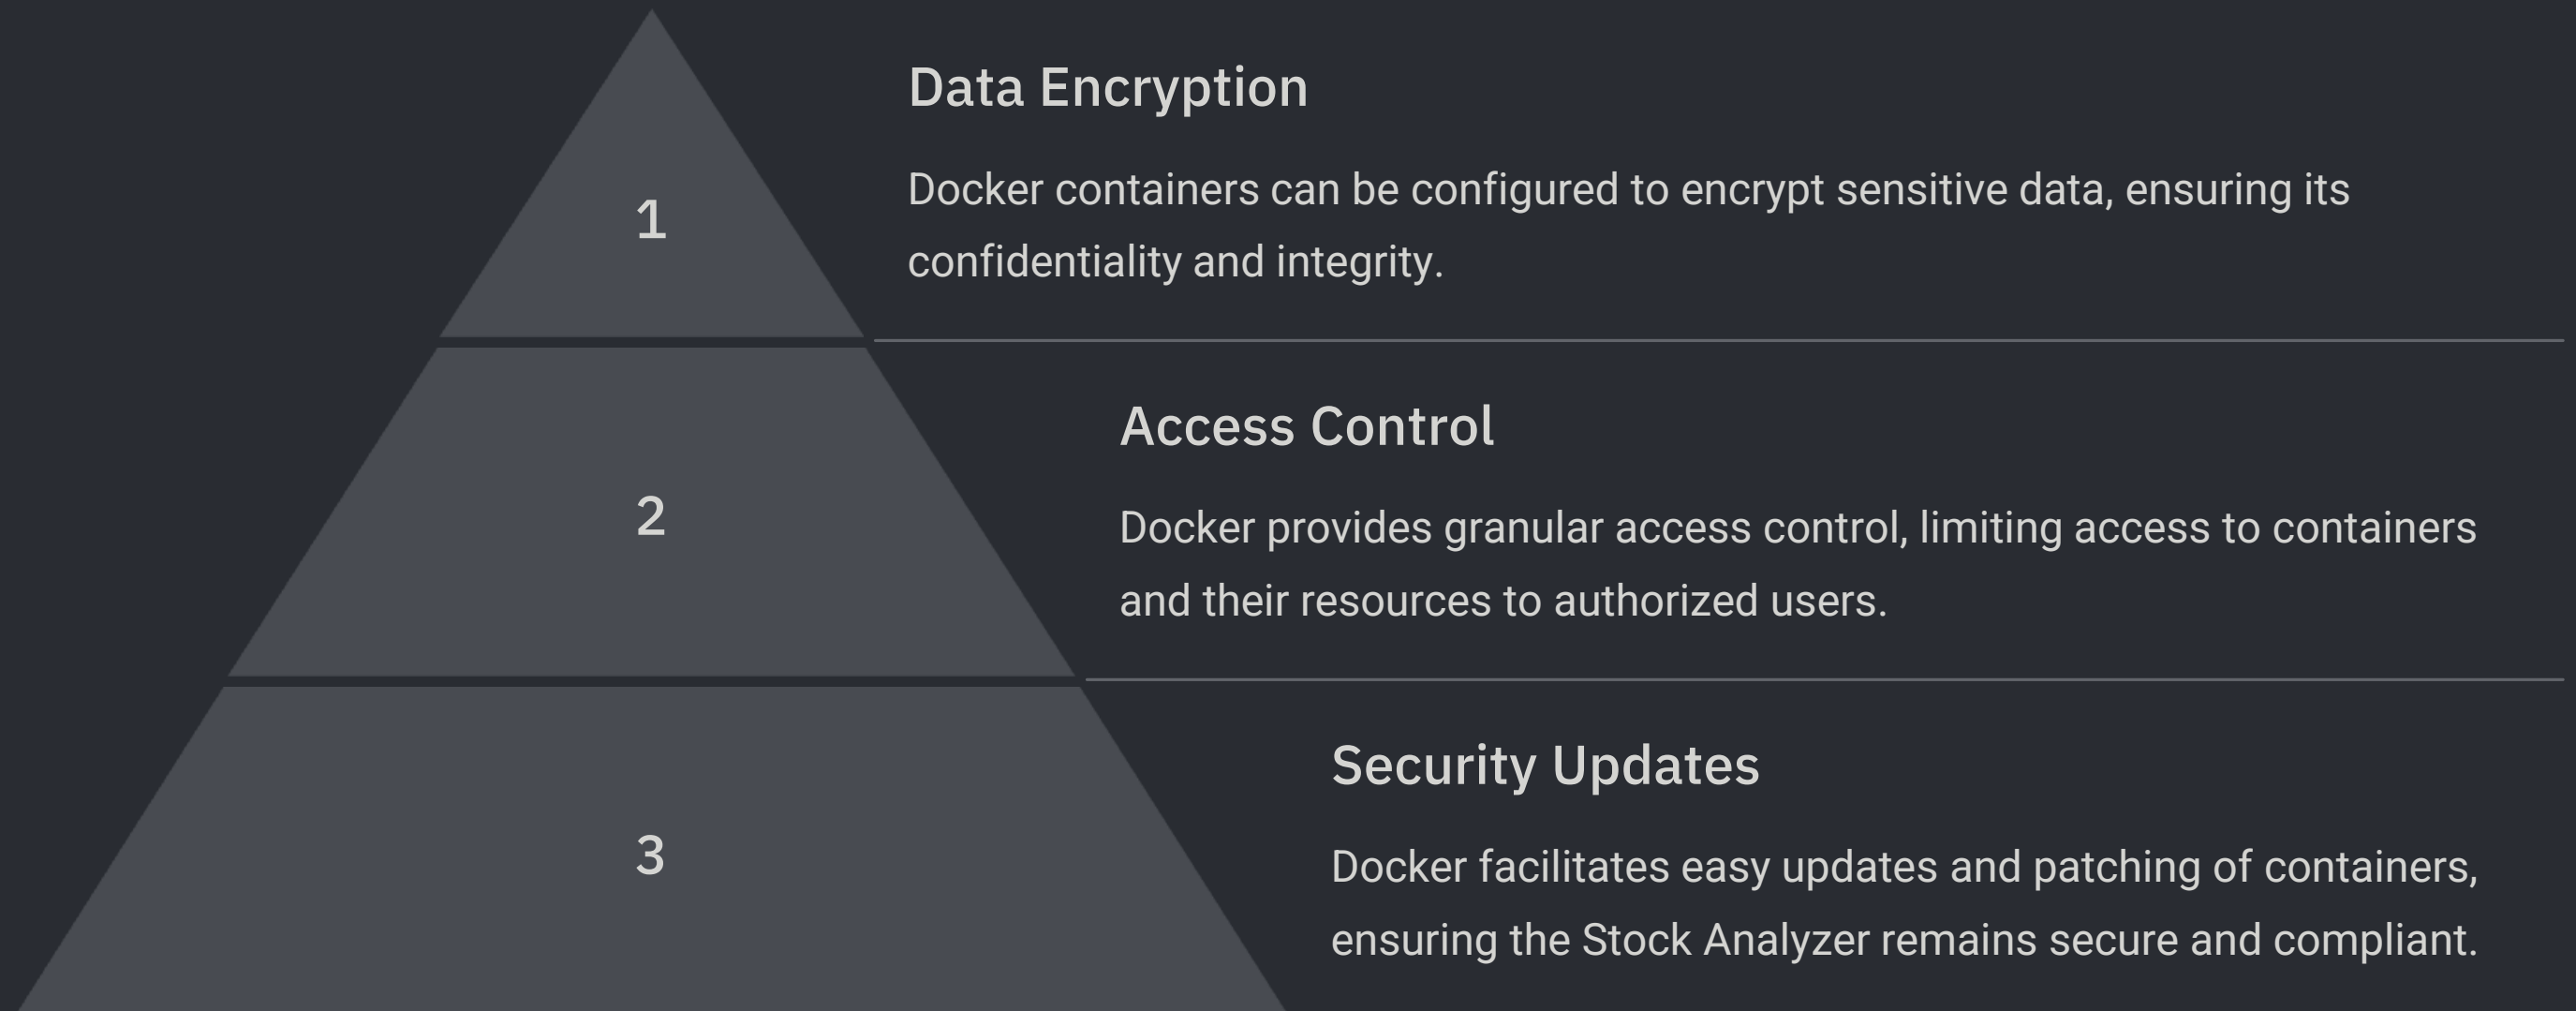 Data Encryption
1
Docker containers can be configured to encrypt sensitive data, ensuring its
confidentiality and integrity.
Access Control
2
Docker provides granular access control, limiting access to containers
and their resources to authorized users.
Security Updates
3
Docker facilitates easy updates and patching of containers,
ensuring the Stock Analyzer remains secure and compliant.